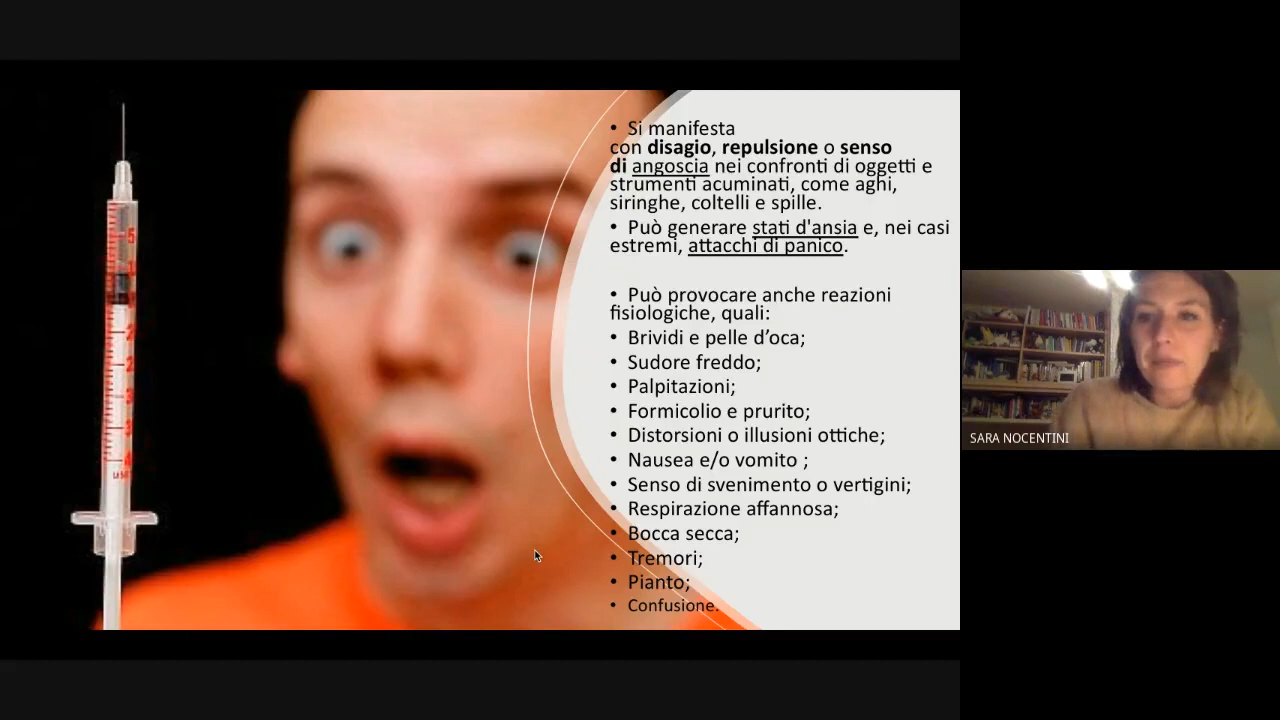 • Si manifesta
con disagio, repulsione o senso
di angoscia nei confronti di oggetti e
strumenti acuminati, come aghi,
siringhe, coltelli e spille.
• Può generare stati d'ansia e, nei casi
estremi, attacchi di panico.
• Può provocare anche reazioni
fisiologiche, quali:
• Brividi e pelle d’oca;
• Sudore freddo;
• Palpitazioni;
• Formicolio e prurito;
• Distorsioni o illusioni ottiche;
• Nausea e/o vomito ;
• Senso di svenimento o vertigini;
• Respirazione affannosa;
• Bocca secca;
• Tremori;
• Pianto;
• Confusione.
SARA NOCENTINI